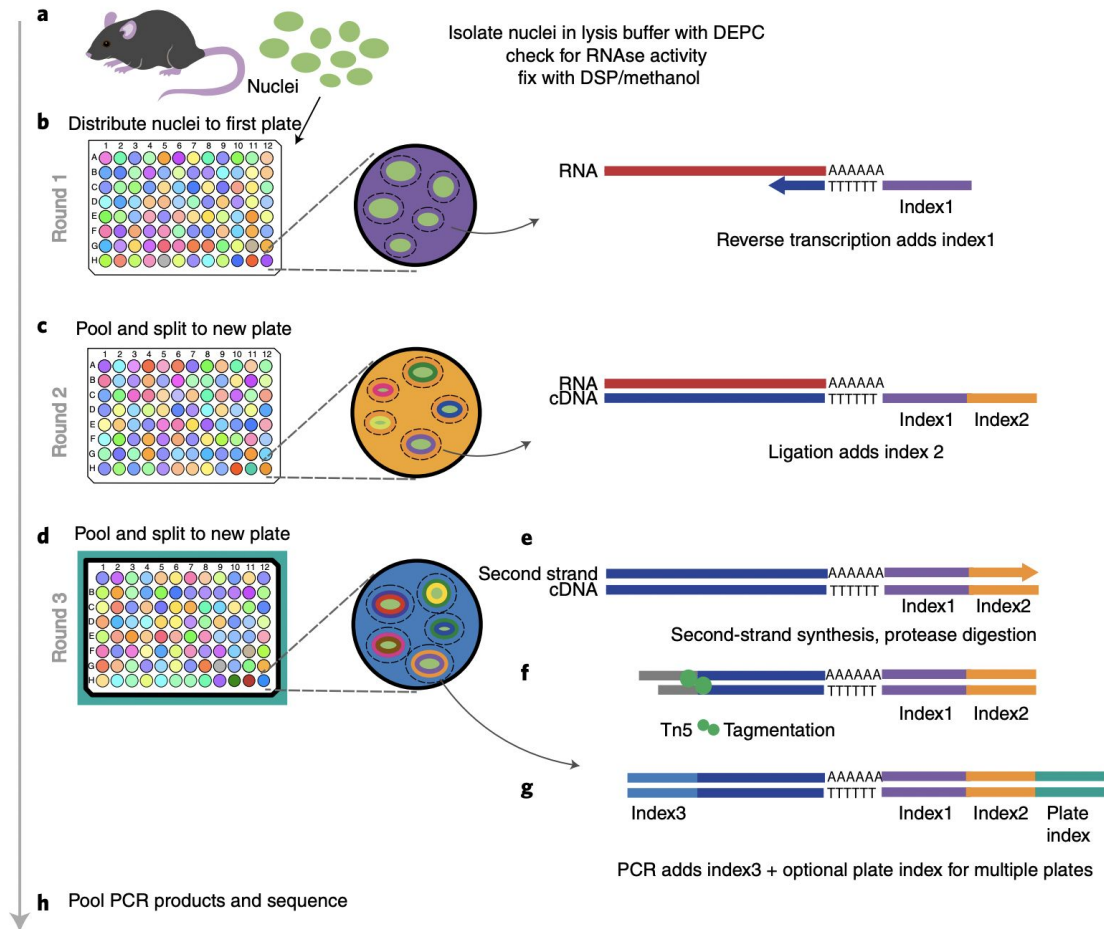 a
Isolate nuclei in lysis buffer with DEPC
check for RNAse activity
fix with DSP/methanol
Nuclei
b Distribute nuclei to first plate
Round 1
1 2 3 4 5 6 7 8 9 10 11 12
A
B
C
D
E
F
G
H
RNA AAAAAA
TTTTTT
Index1
Reverse transcription adds index1
c Pool and split to new plate
Round 2
1 2 3 4 5 6 7 8 9 10 11 12
A
B
C
D
E
F
G
H
RNA AAAAAA
cDNA TTTTTT
Index1 Index2
Ligation adds index 2
d Pool and split to new plate
Round 3
1 2 3 4 5 6 7 8 9 10 11 12
A
B
C
D
E
F
G
H
e
Second strand AAAAAA
cDNA TTTTTT
Index1 Index2
Second-strand synthesis, protease digestion
f
AAAAAA
TTTTTT
Index1 Index2
Tn5 Tagmentation
g
AAAAAA
TTTTTT
Index3 Index1 Index2 Plate
index
PCR adds index3 + optional plate index for multiple plates
h Pool PCR products and sequence